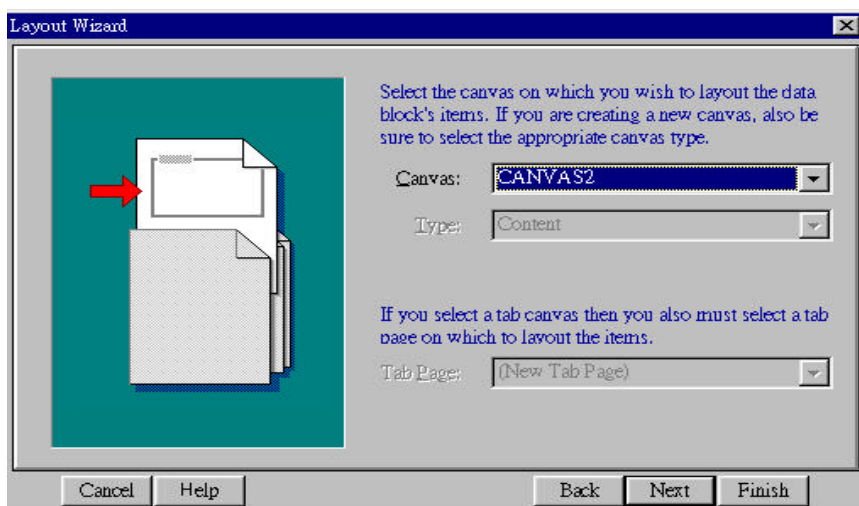 Layout Wizard
Select the canvas on which you wish to layout the data
block's items. If you are creating a new canvas, also be
sure to select the appropriate canvas type.
Canvas: CANVAS2
Type: Content
If you select a tab canvas then you also must select a tab
page on which to layout the items.
Tab Page: (New Tab Page)
Cancel Help Back Next Finish